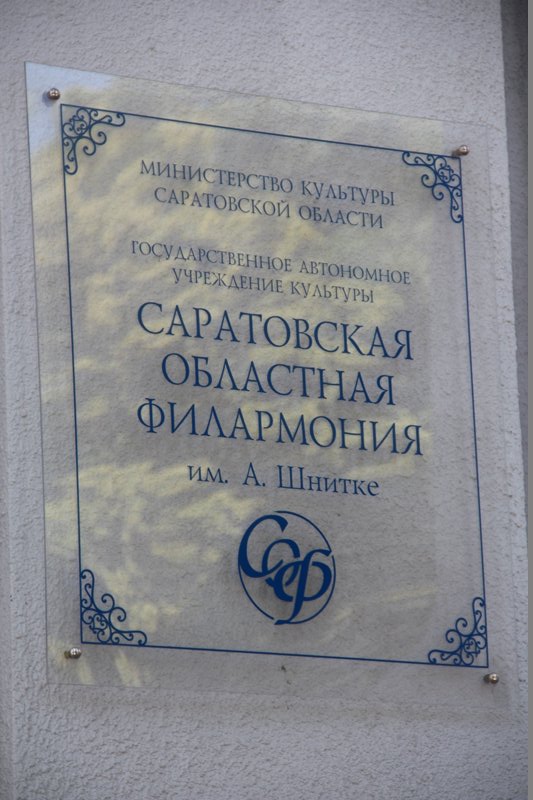 МИНИСТЕРСТВО КУЛЬТУРЫ
САРАТОВСКОЙ ОБЛАСТИ
ГОСУДАРСТВЕННОЕ АВТОНОМНОЕ
УЧРЕЖДЕНИЕ КУЛЬТУРЫ
САРАТОВСКАЯ
ОБЛАСТНАЯ
ФИЛАРМОНИЯ
им. А. Шнитке
СОФ